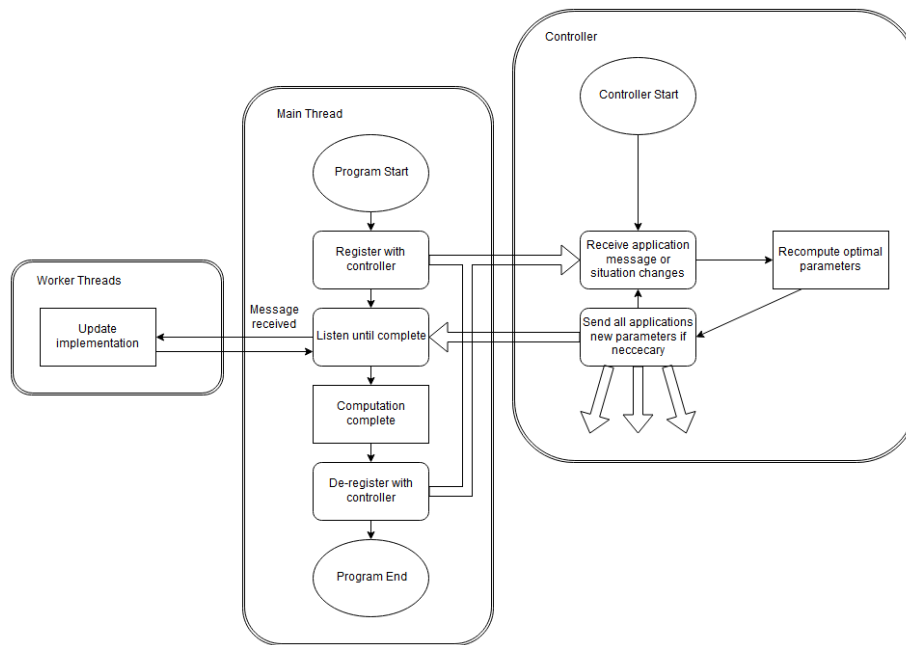 Controller
Controller Start
Main Thread
Program Start
Register with
controller
Receive application
message or
situation changes
Recompute optimal
parameters
Worker Threads
Update
implementation
Message
received
Listen until complete
Send all applications
new parameters if
neccecary
Computation
complete
De-register with
controller
Program End